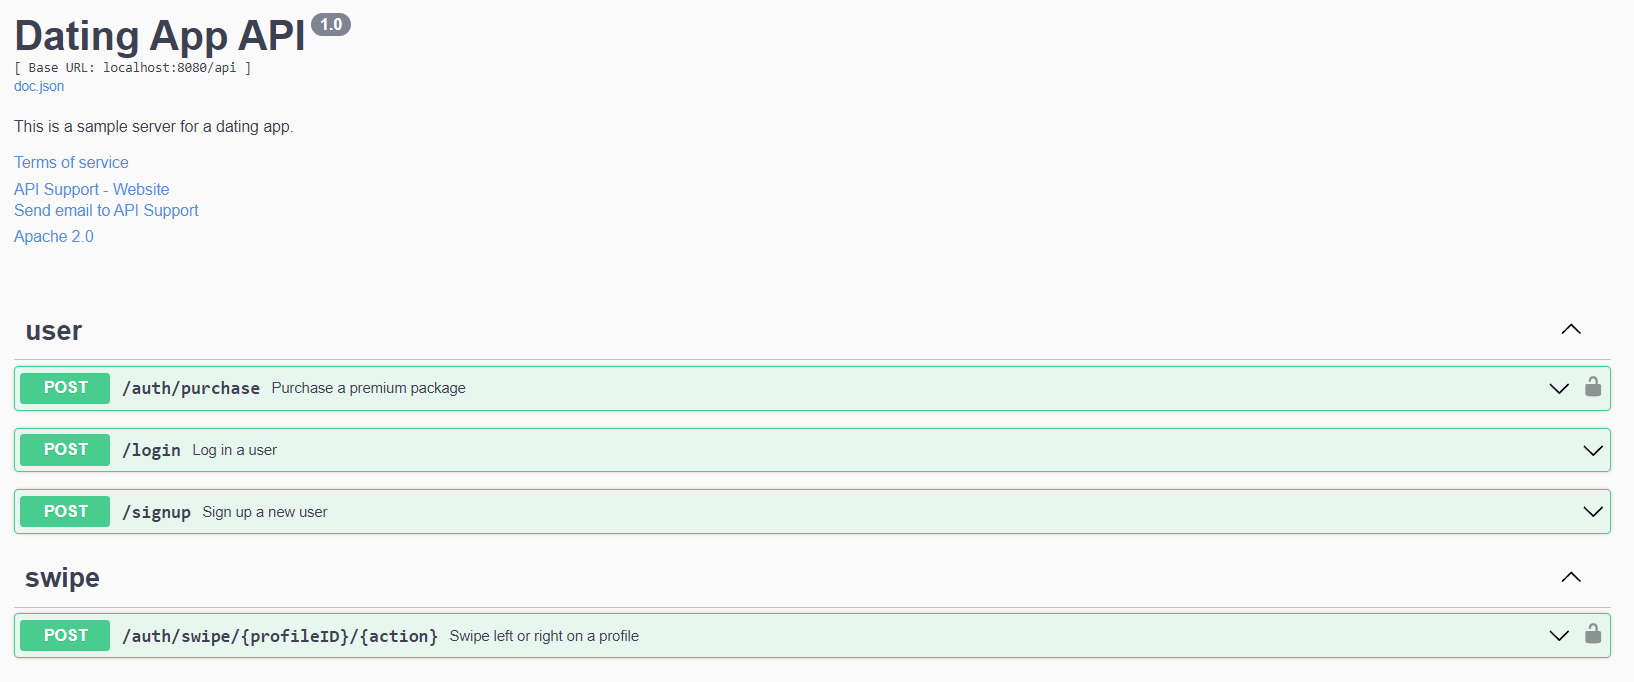 Dating App API 1.0
[ Base URL: localhost:8080/api ]
doc.json
This is a sample server for a dating app.
Terms of service
API Support - Website
Send email to API Support
Apache 2.0
user
POST /auth/purchase Purchase a premium package
POST /login Log in a user
POST /signup Sign up a new user
swipe
POST /auth/swipe/{profileID}/{action} Swipe left or right on a profile